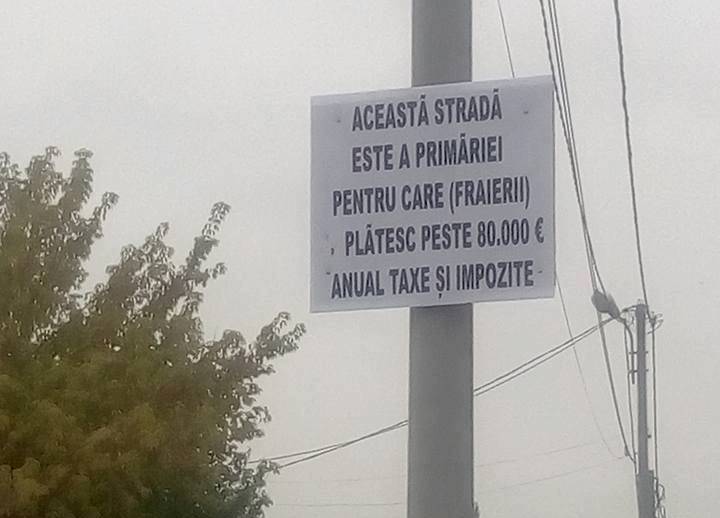 ACEASTĂ STRADĂ
ESTE A PRIMĂRIEI
PENTRU CARE (FRAIERII)
, PLĂTESC PESTE 80.000 €
ANUAL TAXE ȘI IMPOZITE